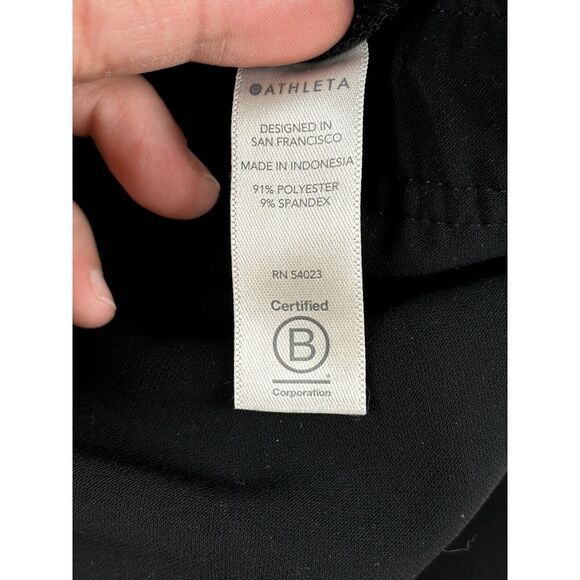 ATHLETA
DESIGNED IN
SAN FRANCISCO
MADE IN INDONESIA
91% POLYESTER
9% SPANDEX
RN 54023
Certified
B
Corporation